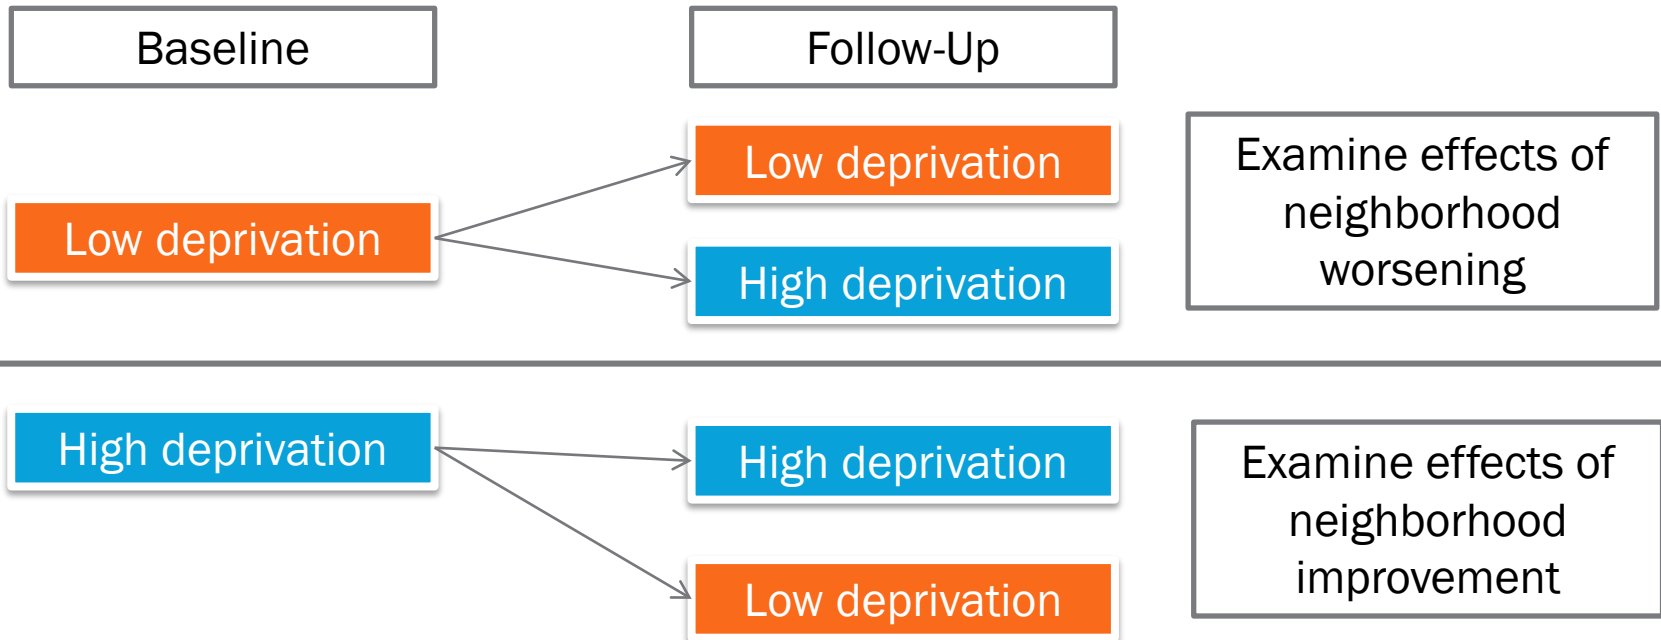 Baseline
Follow-Up
Low deprivation
Low deprivation
High deprivation
Examine effects of
neighborhood
worsening
High deprivation
High deprivation
Low deprivation
Examine effects of
neighborhood
improvement